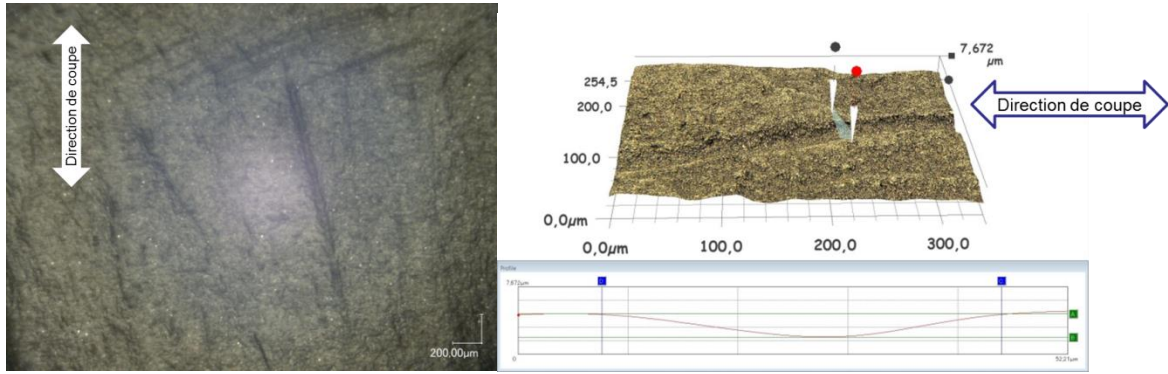 Direction de coupe
200,00µm
7,672
µm
254,5
200,0
100,0
0,0µm
0,0µm
100,0
200,0
300,0
Direction de coupe
Profile
7,672µm
0
52,21µm